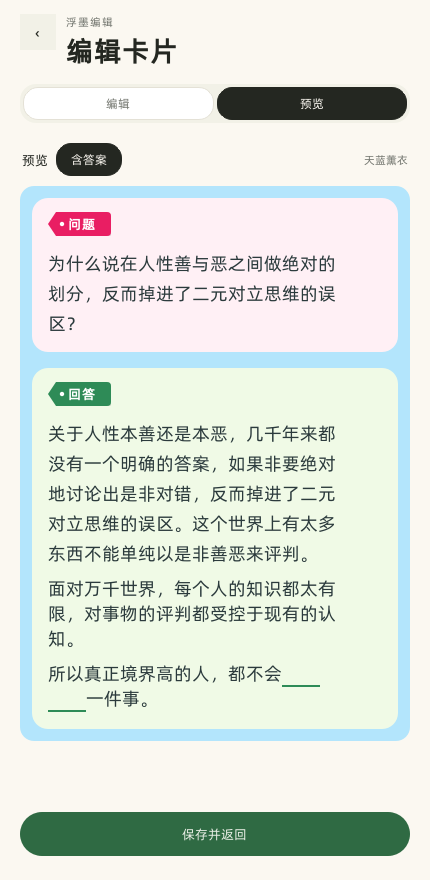 ‹
浮墨编辑
编辑卡片
编辑
预览
预览
含答案
天蓝薰衣
•问题
为什么说在人性善与恶之间做绝对的
划分，反而掉进了二元对立思维的误
区？
•回答
关于人性本善还是本恶，几千年来都
没有一个明确的答案，如果非要绝对
地讨论出是非对错，反而掉进了二元
对立思维的误区。这个世界上有太多
东西不能单纯以是非善恶来评判。
面对万千世界，每个人的知识都太有
限，对事物的评判都受控于现有的认
知。
所以真正境界高的人，都不会____
____一件事。
保存并返回